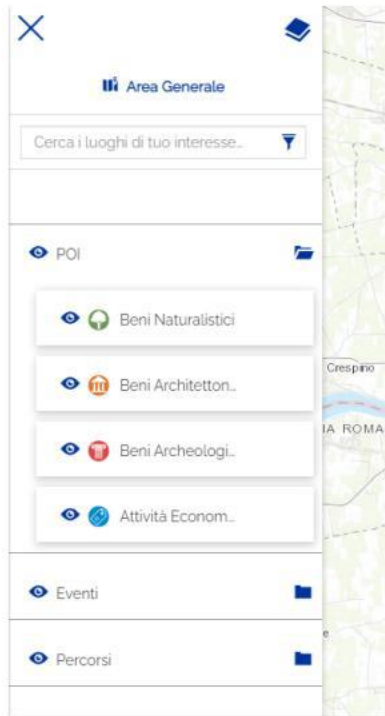 Area Generale
Cerca i luoghi di tuo interesse...
POI
Beni Naturalistici
Beni Architetton...
Crespino
IA ROMA
Beni Archeologi...
Attività Econom...
Eventi
e
Percorsi